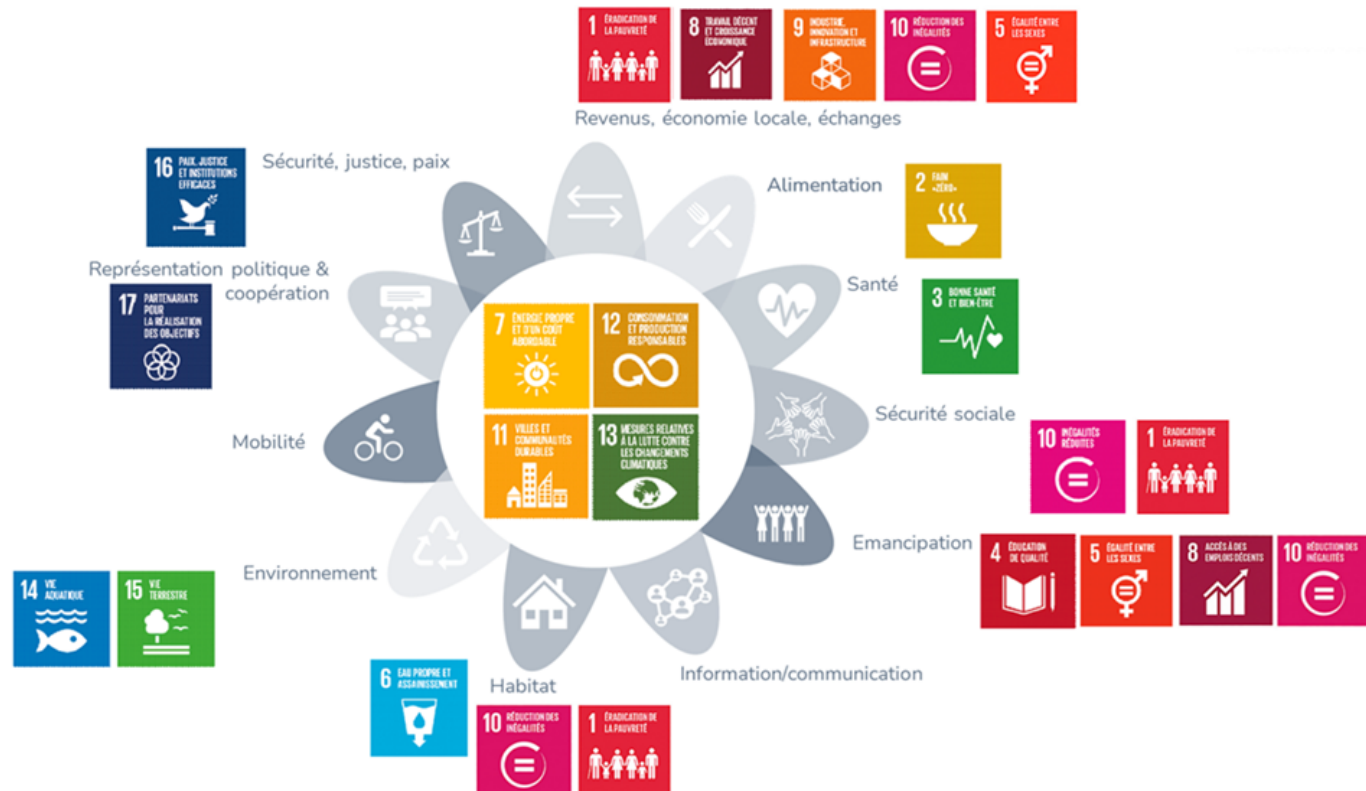 1 ÉRADICATION DE
LA PAUVRETÉ
8 TRAVAIL DÉCENT
ET CROISSANCE
ÉCONOMIQUE
9 INDUSTRIE,
INNOVATION ET
INFRASTRUCTURE
10 RÉDUCTION DES
INÉGALITÉS
5 ÉGALITÉ ENTRE
LES SEXES
Revenus, économie locale, échanges
16 PAIX, JUSTICE
ET INSTITUTIONS
EFFICACES
Sécurité, justice, paix
Alimentation
2 FAIM
«ZÉRO»
Représentation politique &
coopération
17 PARTENARIATS
POUR
LA RÉALISATION
DES OBJECTIFS
Santé
3 BONNE SANTÉ
ET BIEN-ÊTRE
7 ÉNERGIE PROPRE
ET D'UN COÛT
ABORDABLE
12 CONSOMMATION
ET PRODUCTION
RESPONSABLES
11 VILLES ET
COMMUNAUTÉS
DURABLES
13 MESURES RELATIVES
À LA LUTTE CONTRE
LES CHANGEMENTS
CLIMATIQUES
Mobilité
Sécurité sociale
10 INÉGALITÉS
RÉDUITES
1 ÉRADICATION DE
LA PAUVRETÉ
Emancipation
4 ÉDUCATION
DE QUALITÉ
5 ÉGALITÉ ENTRE
LES SEXES
8 ACCÈS À DES
EMPLOIS DÉCENTS
10 RÉDUCTION DES
INÉGALITÉS
Environnement
14 VIE
AQUATIQUE
15 VIE
TERRESTRE
Information/communication
Habitat
6 EAU PROPRE ET
ASSAINISSEMENT
10 RÉDUCTION DES
INÉGALITÉS
1 ÉRADICATION DE
LA PAUVRETÉ